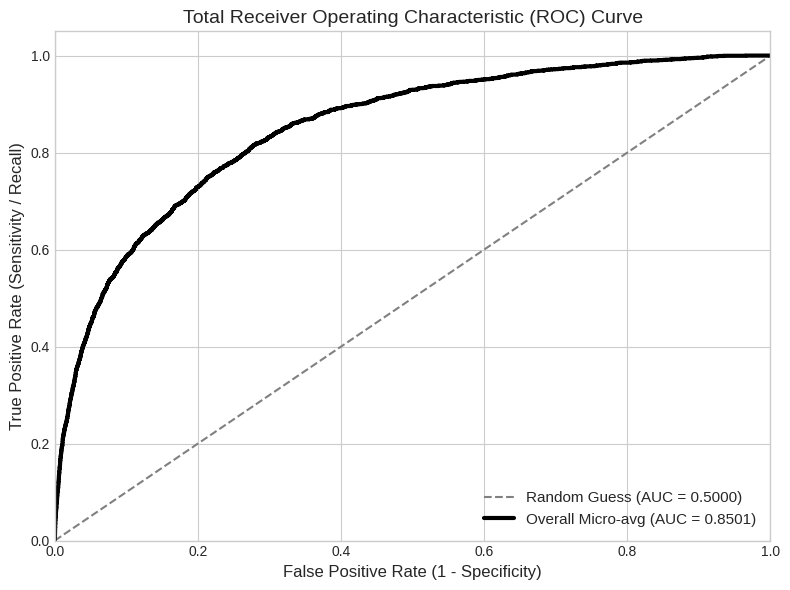 Total Receiver Operating Characteristic (ROC) Curve
True Positive Rate (Sensitivity / Recall)
1.0
0.8
0.6
0.4
0.2
0.0
0.0 0.2 0.4 0.6 0.8 1.0
False Positive Rate (1 - Specificity)
Random Guess (AUC = 0.5000)
Overall Micro-avg (AUC = 0.8501)